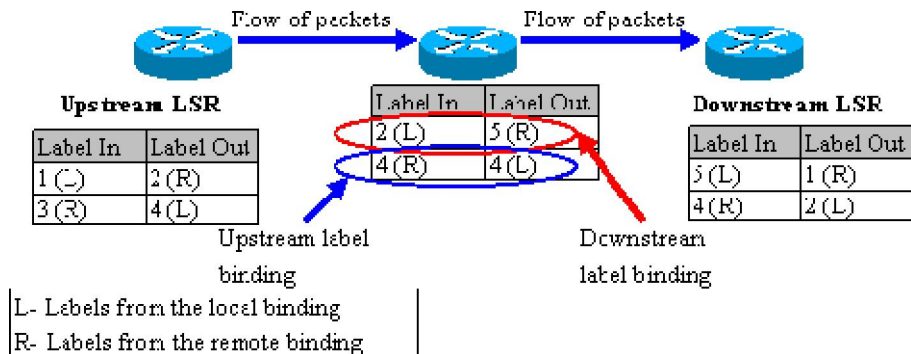 Flow of packets
Flow of packets
Upstream LSR
Label In Label Out
1 (L) 2 (R)
3 (R) 4 (L)
Label In Label Out
2 (L) 5 (R)
4 (R) 4 (L)
Downstream LSR
Label In Label Out
5 (L) 1 (R)
4 (R) 2 (L)
Upstream label
binding
Downstream
label binding
L- Labels from the local binding
R- Labels from the remote binding